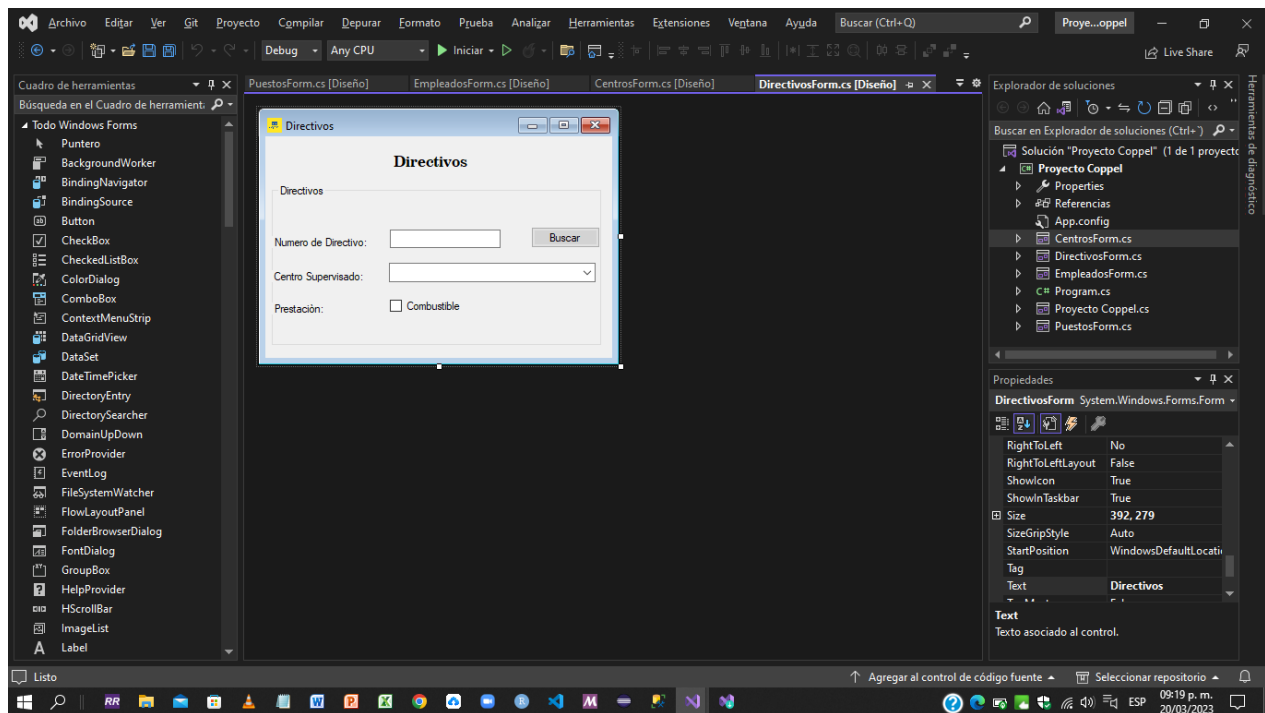 Archivo Editar Ver Git Proyecto Compilar Depurar Formato Prueba Analizar Herramientas Extensiones Ventana Ayuda Buscar (Ctrl+Q) Proye...oppel
Debug Any CPU Iniciar Live Share
Cuadro de herramientas
Búsqueda en el Cuadro de herramient
Todo Windows Forms
Puntero
BackgroundWorker
BindingNavigator
BindingSource
Button
CheckBox
CheckedListBox
ColorDialog
ComboBox
ContextMenuStrip
DataGridView
DataSet
DateTimePicker
DirectoryEntry
DirectorySearcher
DomainUpDown
ErrorProvider
EventLog
FileSystemWatcher
FlowLayoutPanel
FolderBrowserDialog
FontDialog
GroupBox
HelpProvider
HScrollBar
ImageList
Label
PuestosForm.cs [Diseño] EmpleadosForm.cs [Diseño] CentrosForm.cs [Diseño] DirectivosForm.cs [Diseño]
Directivos
Directivos
Directivos
Numero de Directivo: Buscar
Centro Supervisado:
Prestación: Combustible
Explorador de soluciones
Buscar en Explorador de soluciones (Ctrl+´)
Solución "Proyecto Coppel" (1 de 1 proyecto
Proyecto Coppel
Properties
Referencias
App.config
CentrosForm.cs
DirectivosForm.cs
EmpleadosForm.cs
Program.cs
Proyecto Coppel.cs
PuestosForm.cs
Propiedades
DirectivosForm System.Windows.Forms.Form
RightToLeft No
RightToLeftLayout False
ShowIcon True
ShowInTaskbar True
Size 392, 279
SizeGripStyle Auto
StartPosition WindowsDefaultLocati
Tag
Text Directivos
Text
Texto asociado al control.
Herramientas de diagnóstico
Listo Agregar al control de código fuente Seleccionar repositorio
ESP 09:19 p. m.
20/03/2023